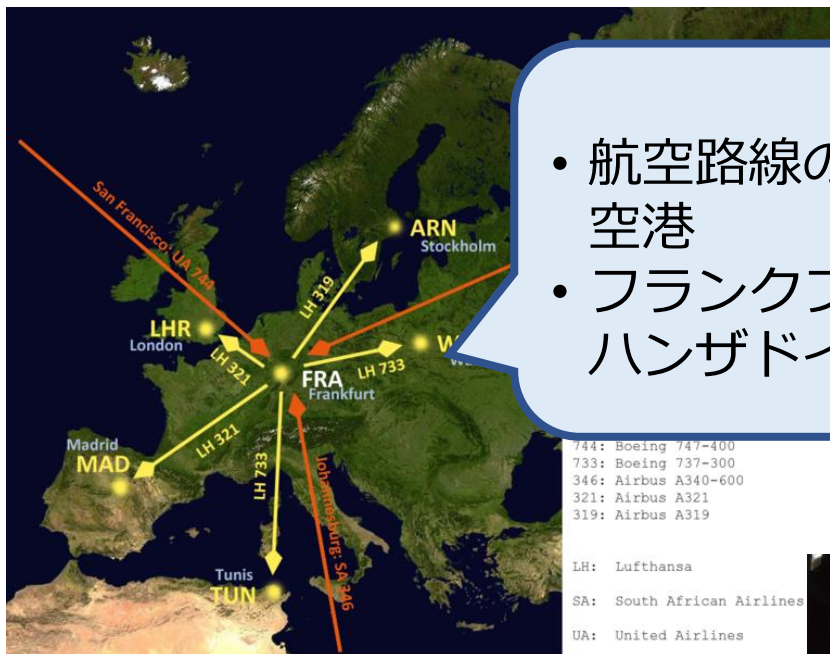 • 航空路線の
空港
• フランクフ
ハンザドイ
San Francisco: UA 744
ARN
Stockholm
LHR
London
LH 319
LH 321
FRA
Frankfurt
LH 733
LH 321
Madrid
MAD
LH 733
Johannesburg: SA 346
Tunis
TUN
744: Boeing 747-400
733: Boeing 737-300
346: Airbus A340-600
321: Airbus A321
319: Airbus A319
LH: Lufthansa
SA: South African Airlines
UA: United Airlines